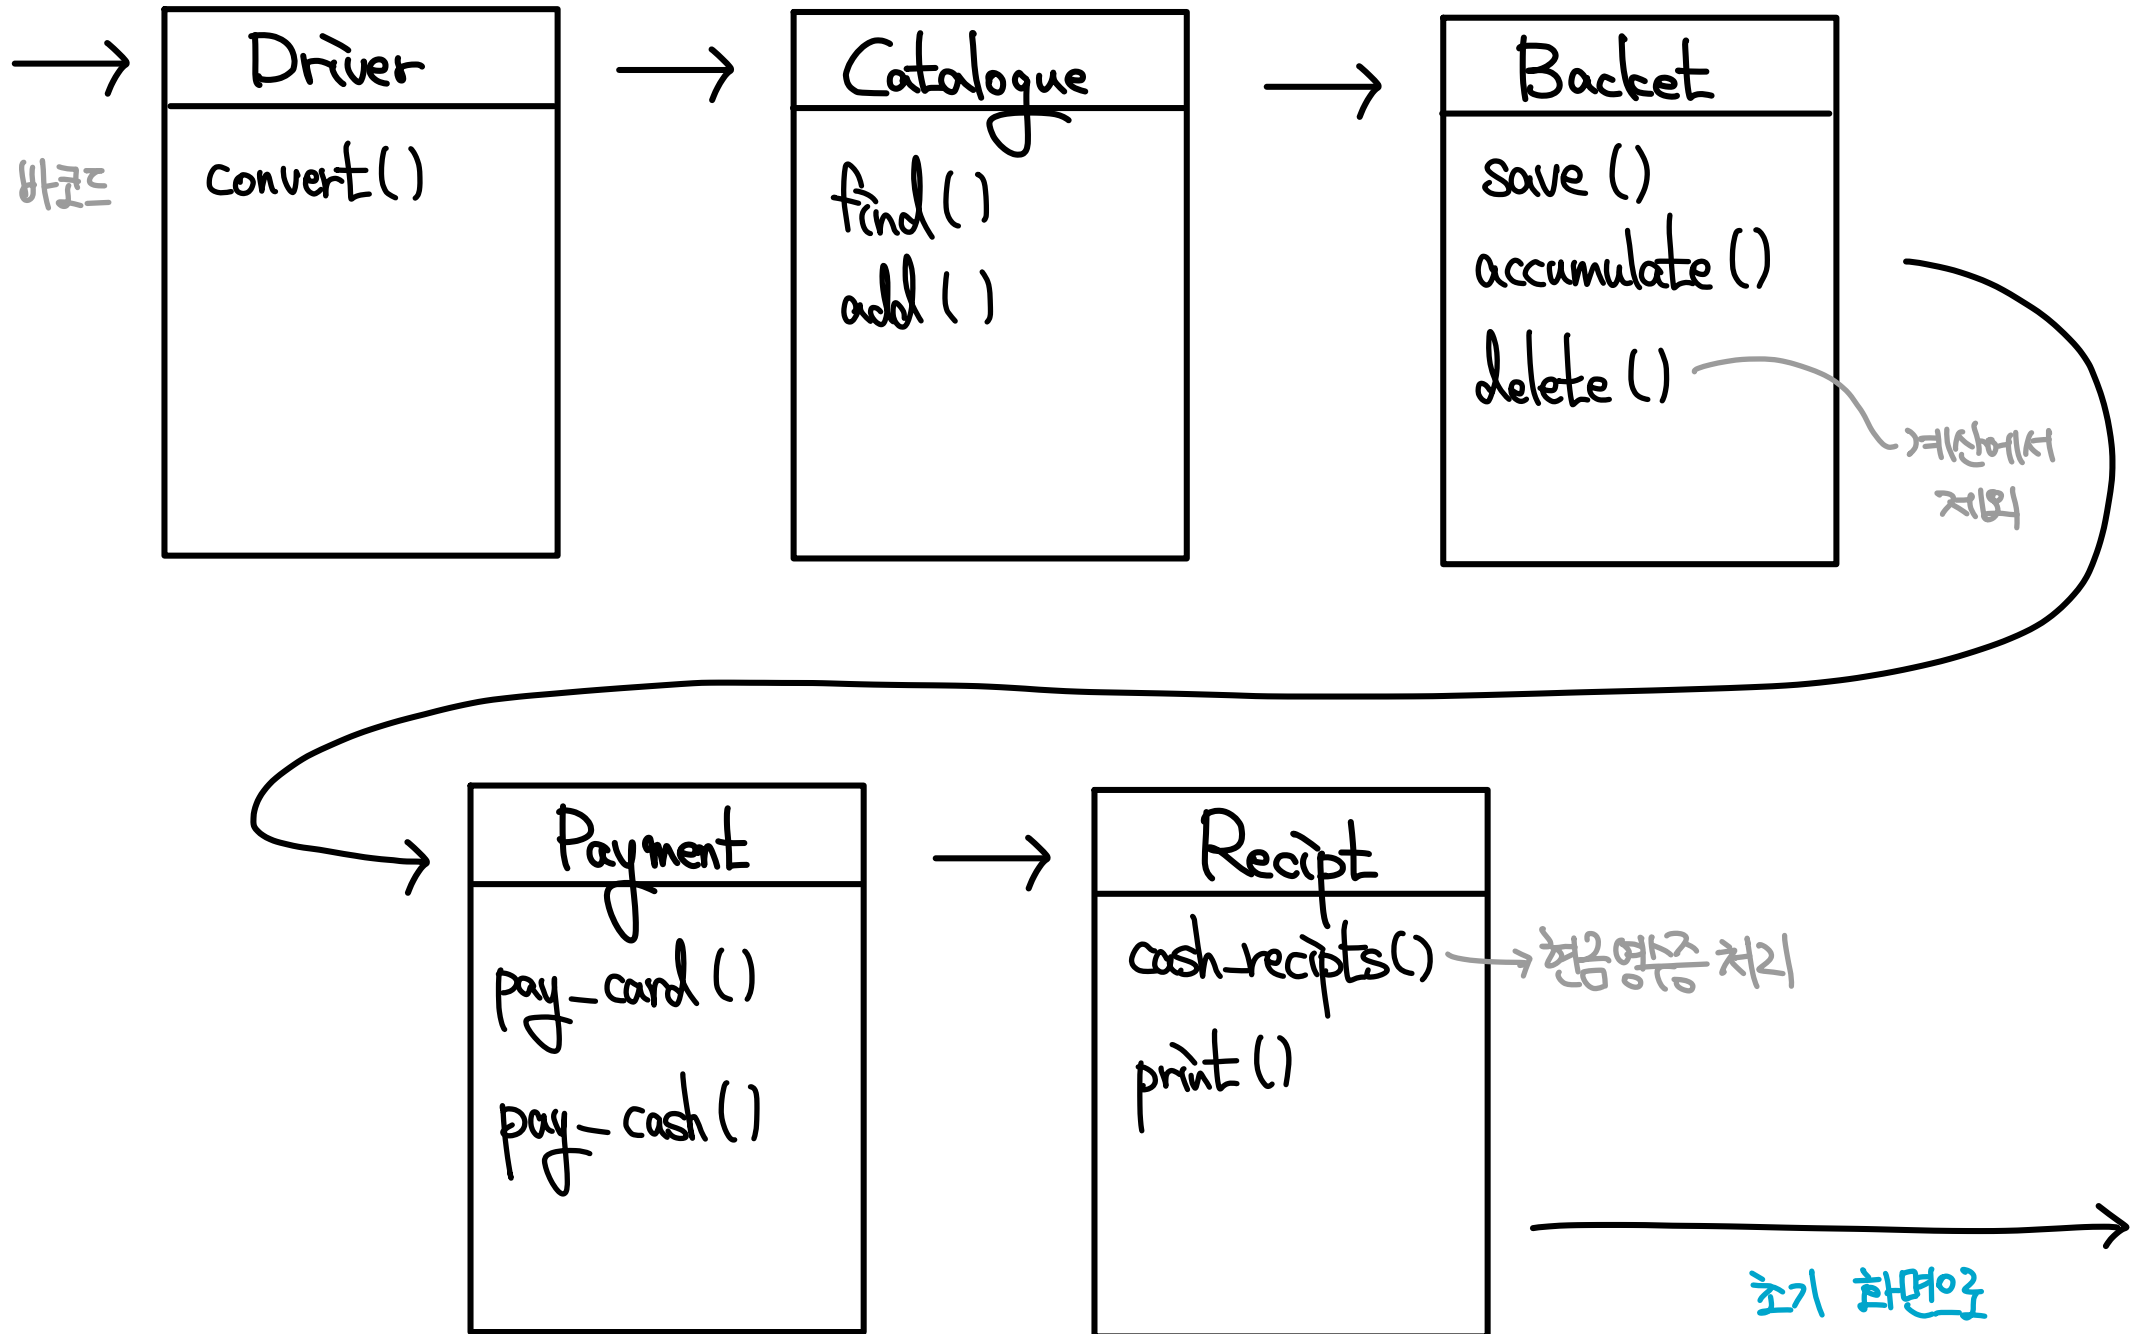 Driver
convert()
바코드
Catalogue
find()
add()
Backet
save()
accumulate()
delete()
계산에서
제외
Payment
pay_card()
pay_cash()
Recipt
cash_recipts()
현금영수증 처리
print()
초기 화면으로